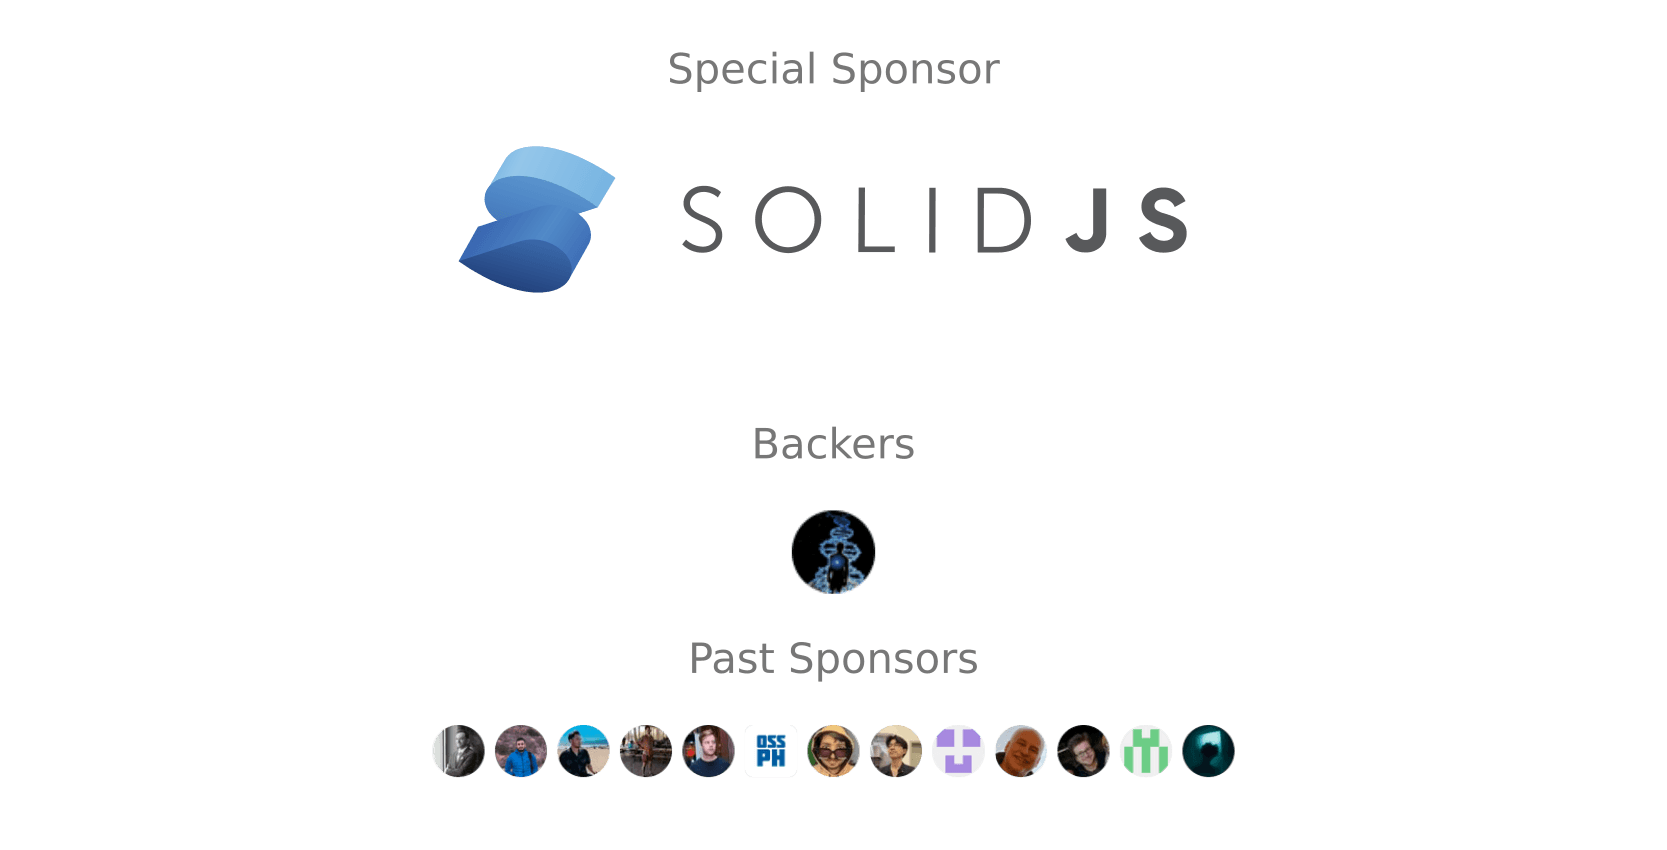 Special Sponsor
SOLIDJS
Backers
Past Sponsors
OSS
PH